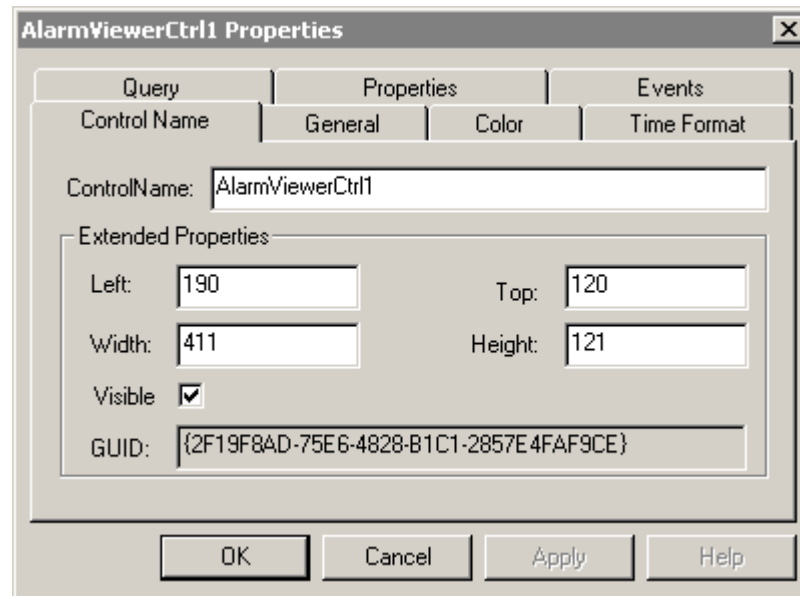 AlarmViewerCtrl1 Properties
Query Properties Events
Control Name General Color Time Format
ControlName: AlarmViewerCtrl1
Extended Properties
Left: 190 Top: 120
Width: 411 Height: 121
Visible
GUID: {2F19F8AD-75E6-4828-B1C1-2857E4FAF9CE}
OK Cancel Apply Help